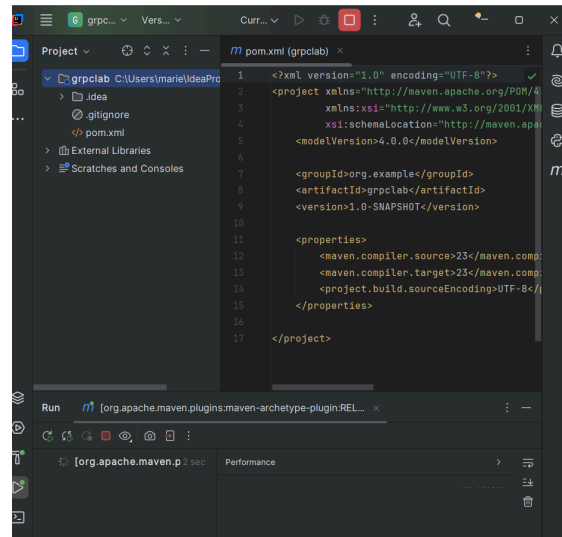 G grpc... Vers... Curr...
Project
m pom.xml (grpclab) ×
grpclab C:\Users\marie\IdeaPro
.idea
.gitignore
</> pom.xml
External Libraries
Scratches and Consoles
1 <?xml version="1.0" encoding="UTF-8"?>
2 <project xmlns="http://maven.apache.org/POM/4
3 xmlns:xsi="http://www.w3.org/2001/XM
4 xsi:schemaLocation="http://maven.apa
5 <modelVersion>4.0.0</modelVersion>
6
7 <groupId>org.example</groupId>
8 <artifactId>grpclab</artifactId>
9 <version>1.0-SNAPSHOT</version>
10
11 <properties>
12 <maven.compiler.source>23</maven.comp
13 <maven.compiler.target>23</maven.comp
14 <project.build.sourceEncoding>UTF-8</p
15 </properties>
16
17 </project>
Run m [org.apache.maven.plugins:maven-archetype-plugin:REL... ×
[org.apache.maven.p 2 sec
Performance